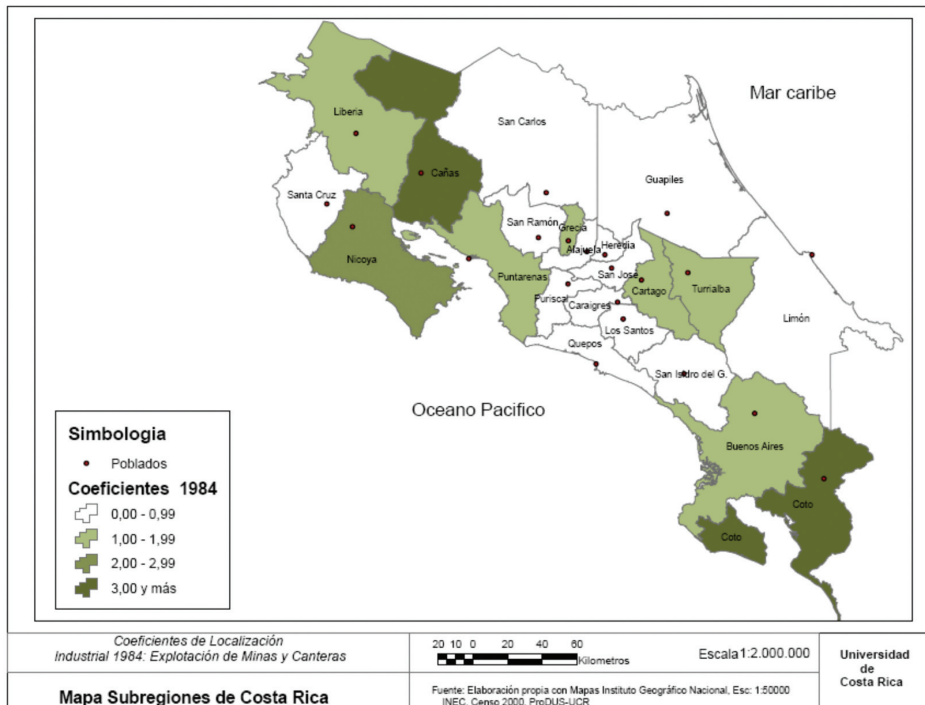 Mar caribe
Liberia
San Carlos
Cañas
Guapiles
Santa Cruz
San Ramón
Grecia
Alajuela
Heredia
Nicoya
San José
Puntarenas
Cartago
Turrialba
Puriscal
Caraigres
Limón
Los Santos
Quepos
San Isidro del G.
Oceano Pacifico
Buenos Aires
Coto
Coto
Simbologia
Poblados
Coeficientes 1984
0,00 - 0,99
1,00 - 1,99
2,00 - 2,99
3,00 y más
Coeficientes de Localización
Industrial 1984: Explotación de Minas y Canteras
Mapa Subregiones de Costa Rica
20 10 0 20 40 60
Kilometros
Escala 1:2.000.000
Fuente: Elaboración propia con Mapas Instituto Geográfico Nacional, Esc: 1:50000
INEC, Censo 2000, ProDUS-UCR
Universidad
de
Costa Rica